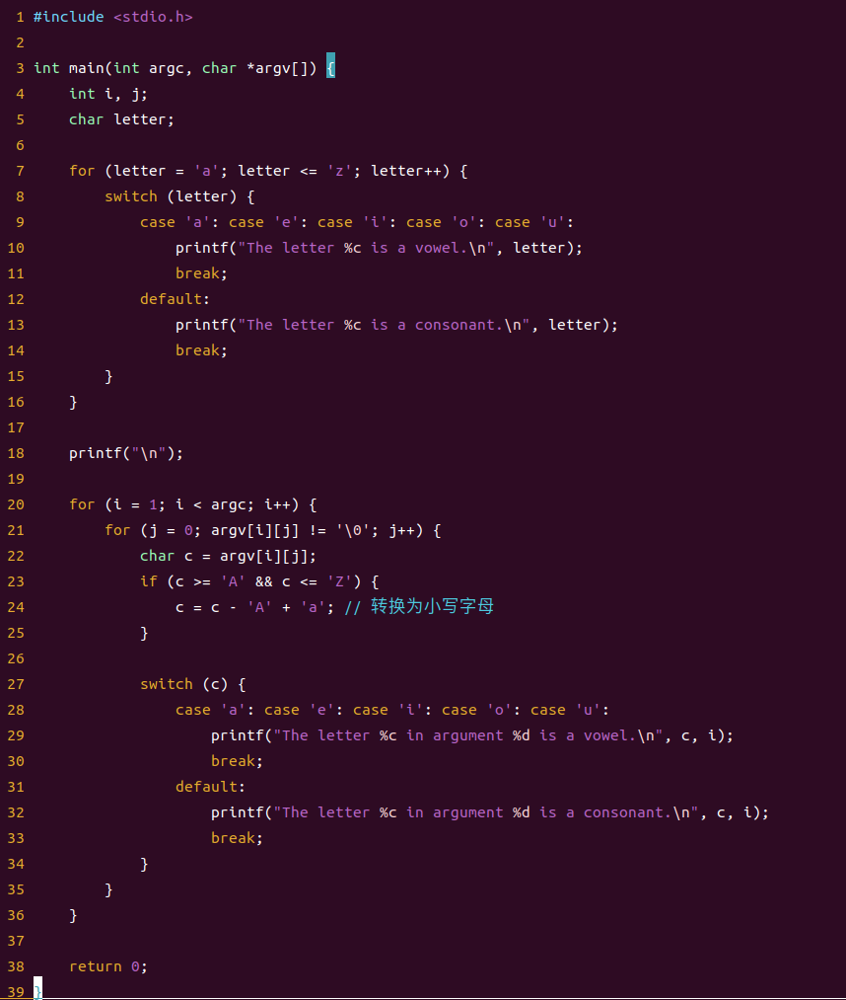 1 #include <stdio.h>
2
3 int main(int argc, char *argv[]) {
4     int i, j;
5     char letter;
6
7     for (letter = 'a'; letter <= 'z'; letter++) {
8         switch (letter) {
9             case 'a': case 'e': case 'i': case 'o': case 'u':
10                 printf("The letter %c is a vowel.\n", letter);
11                 break;
12             default:
13                 printf("The letter %c is a consonant.\n", letter);
14                 break;
15         }
16     }
17
18     printf("\n");
19
20     for (i = 1; i < argc; i++) {
21         for (j = 0; argv[i][j] != '\0'; j++) {
22             char c = argv[i][j];
23             if (c >= 'A' && c <= 'Z') {
24                 c = c - 'A' + 'a'; // 转换为小写字母
25             }
26
27             switch (c) {
28                 case 'a': case 'e': case 'i': case 'o': case 'u':
29                     printf("The letter %c in argument %d is a vowel.\n", c, i);
30                     break;
31                 default:
32                     printf("The letter %c in argument %d is a consonant.\n", c, i);
33                     break;
34             }
35         }
36     }
37
38     return 0;
39 }